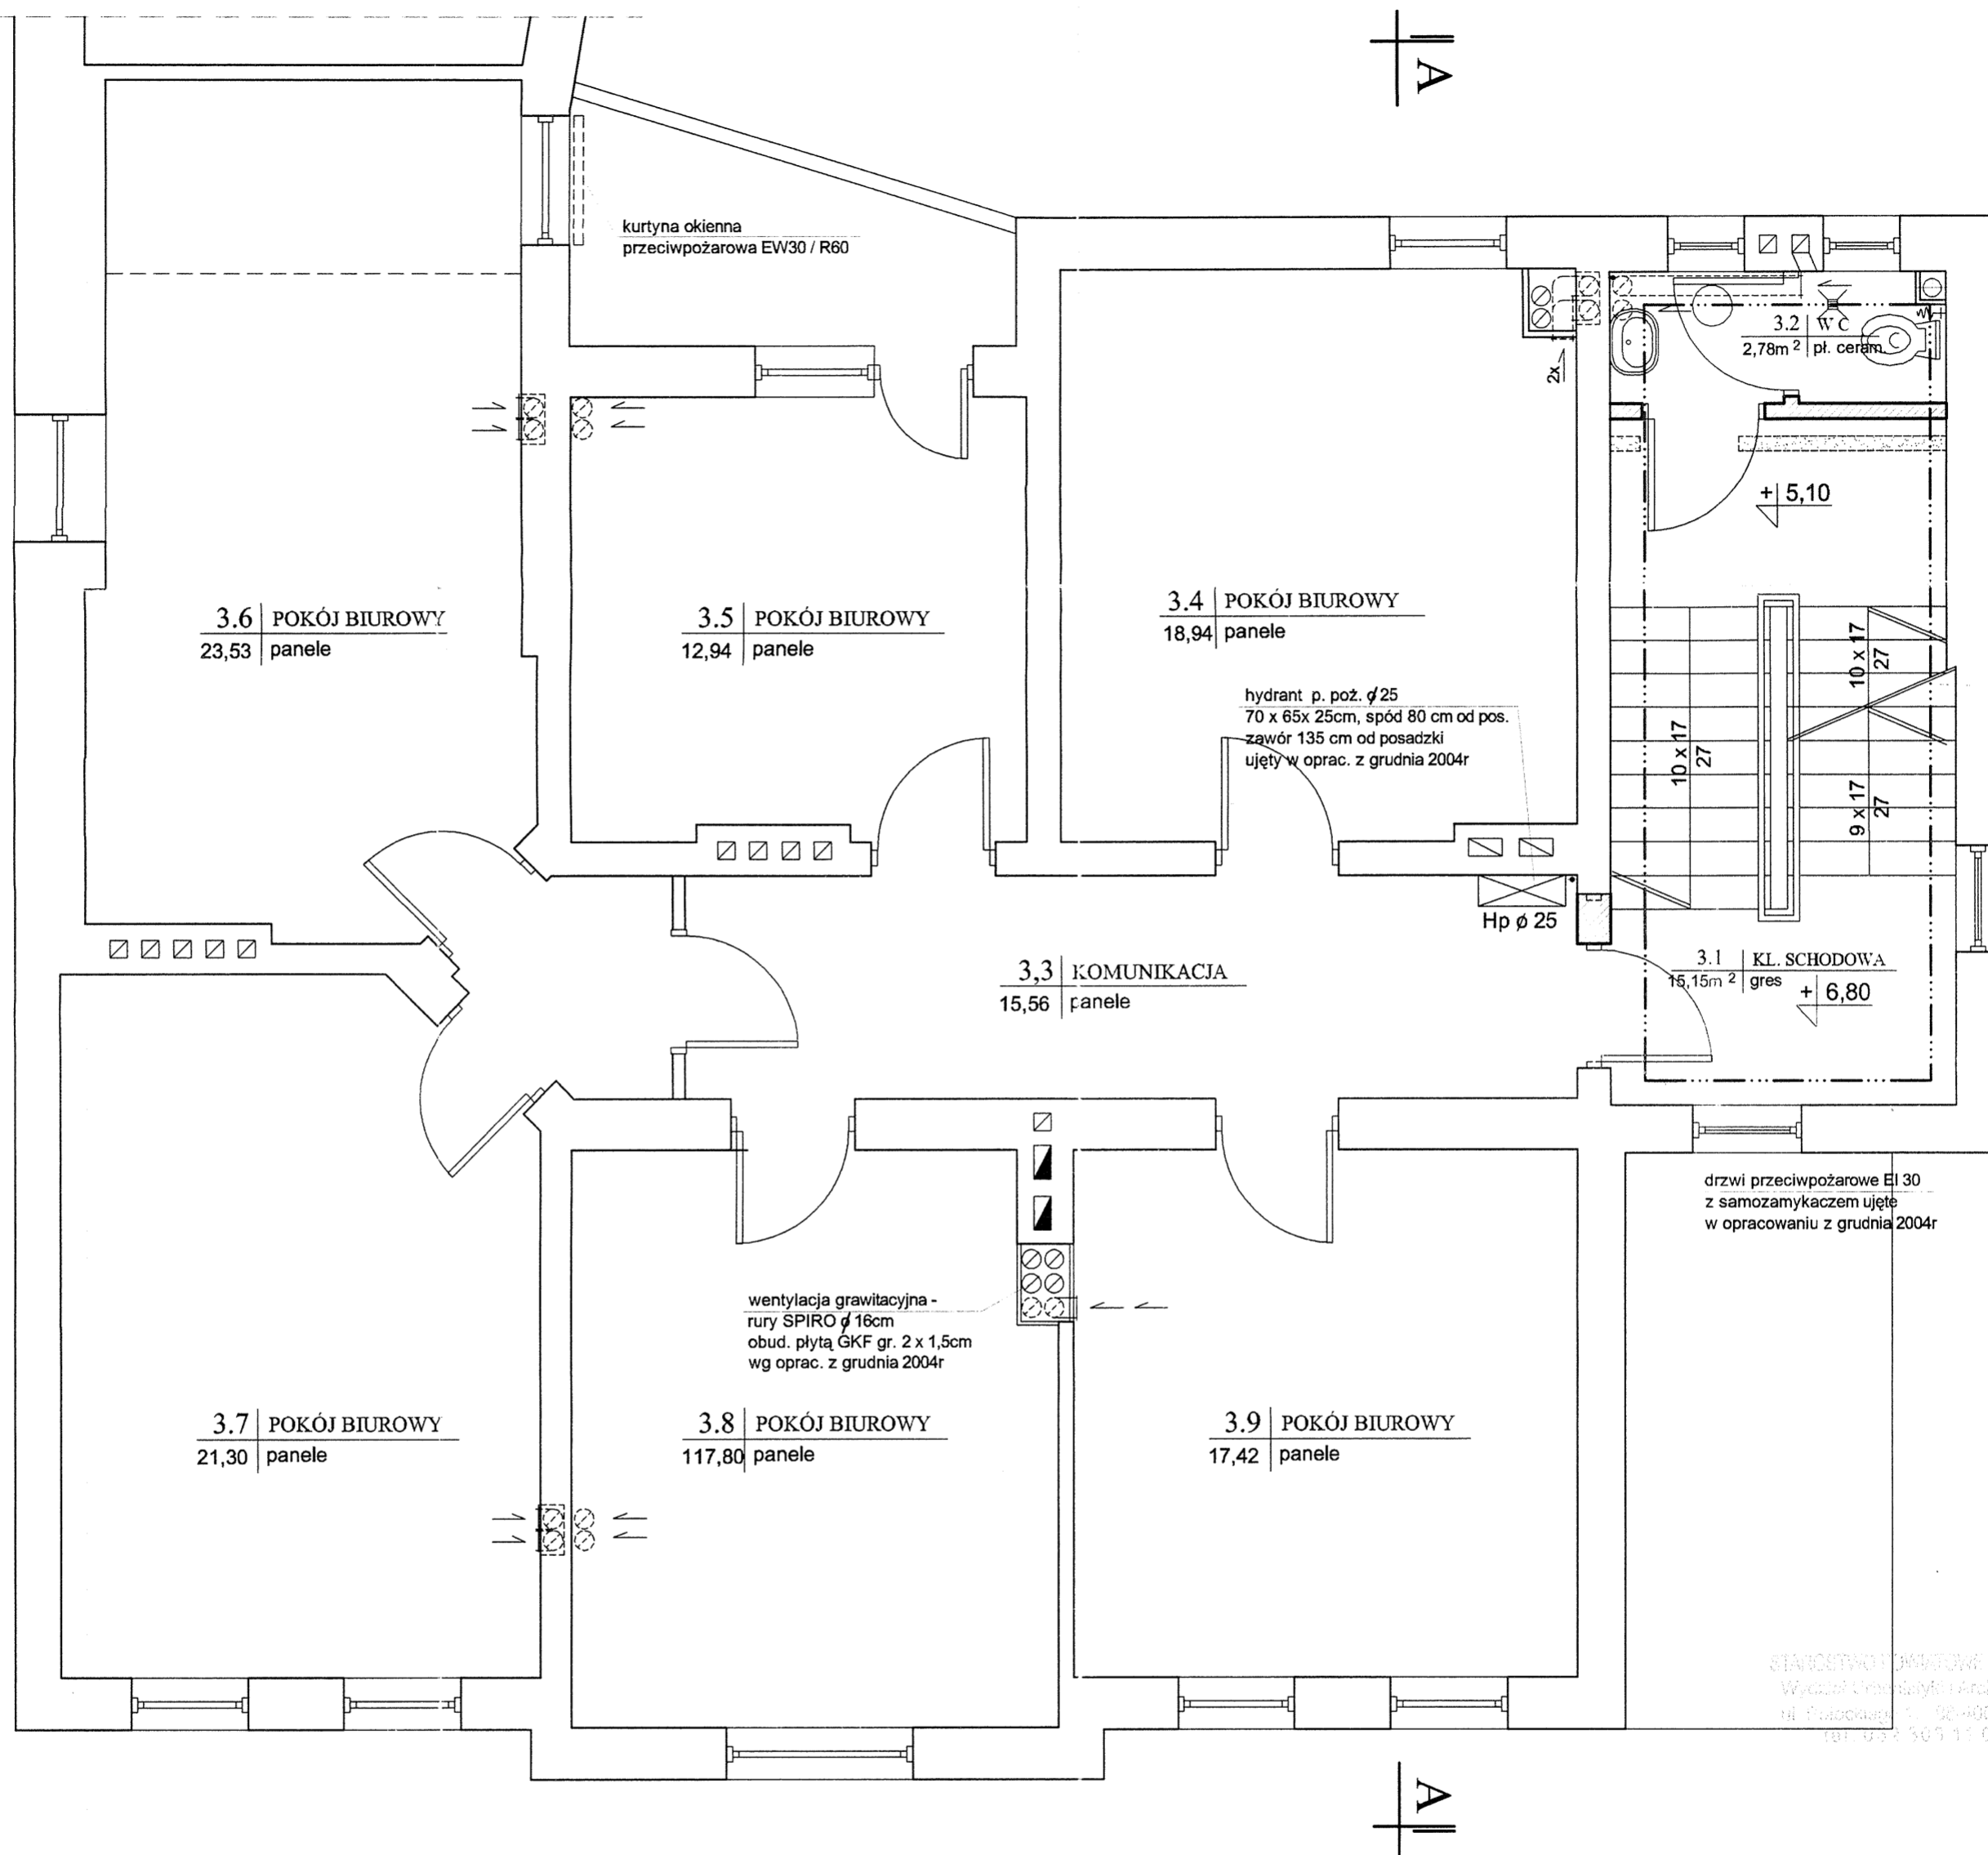 A
kurtyna okienna
przeciwpożarowa EW30 / R60
3.2 WC
2,78m 2 pł. ceram.
2x
+ 5,10
3.6 POKÓJ BIUROWY
23,53 panele
3.5 POKÓJ BIUROWY
12,94 panele
3.4 POKÓJ BIUROWY
18,94 panele
hydrant p. poż. ϕ 25
70 x 65x 25cm, spód 80 cm od pos.
zawór 135 cm od posadzki
ujęty w oprac. z grudnia 2004r
10 x 17
27
10 x 17
27
9 x 17
27
Hp ø 25
3,3 KOMUNIKACJA
15,56 panele
3.1 KL. SCHODOWA
15,15m 2 gres
+ 6,80
drzwi przeciwpożarowe EI 30
z samozamykaczem ujęte
w opracowaniu z grudnia 2004r
wentylacja grawitacyjna -
rury SPIRO ϕ 16cm
obud. płytą GKF gr. 2 x 1,5cm
wg oprac. z grudnia 2004r
3.7 POKÓJ BIUROWY
21,30 panele
3.8 POKÓJ BIUROWY
117,80 panele
3.9 POKÓJ BIUROWY
17,42 panele
A